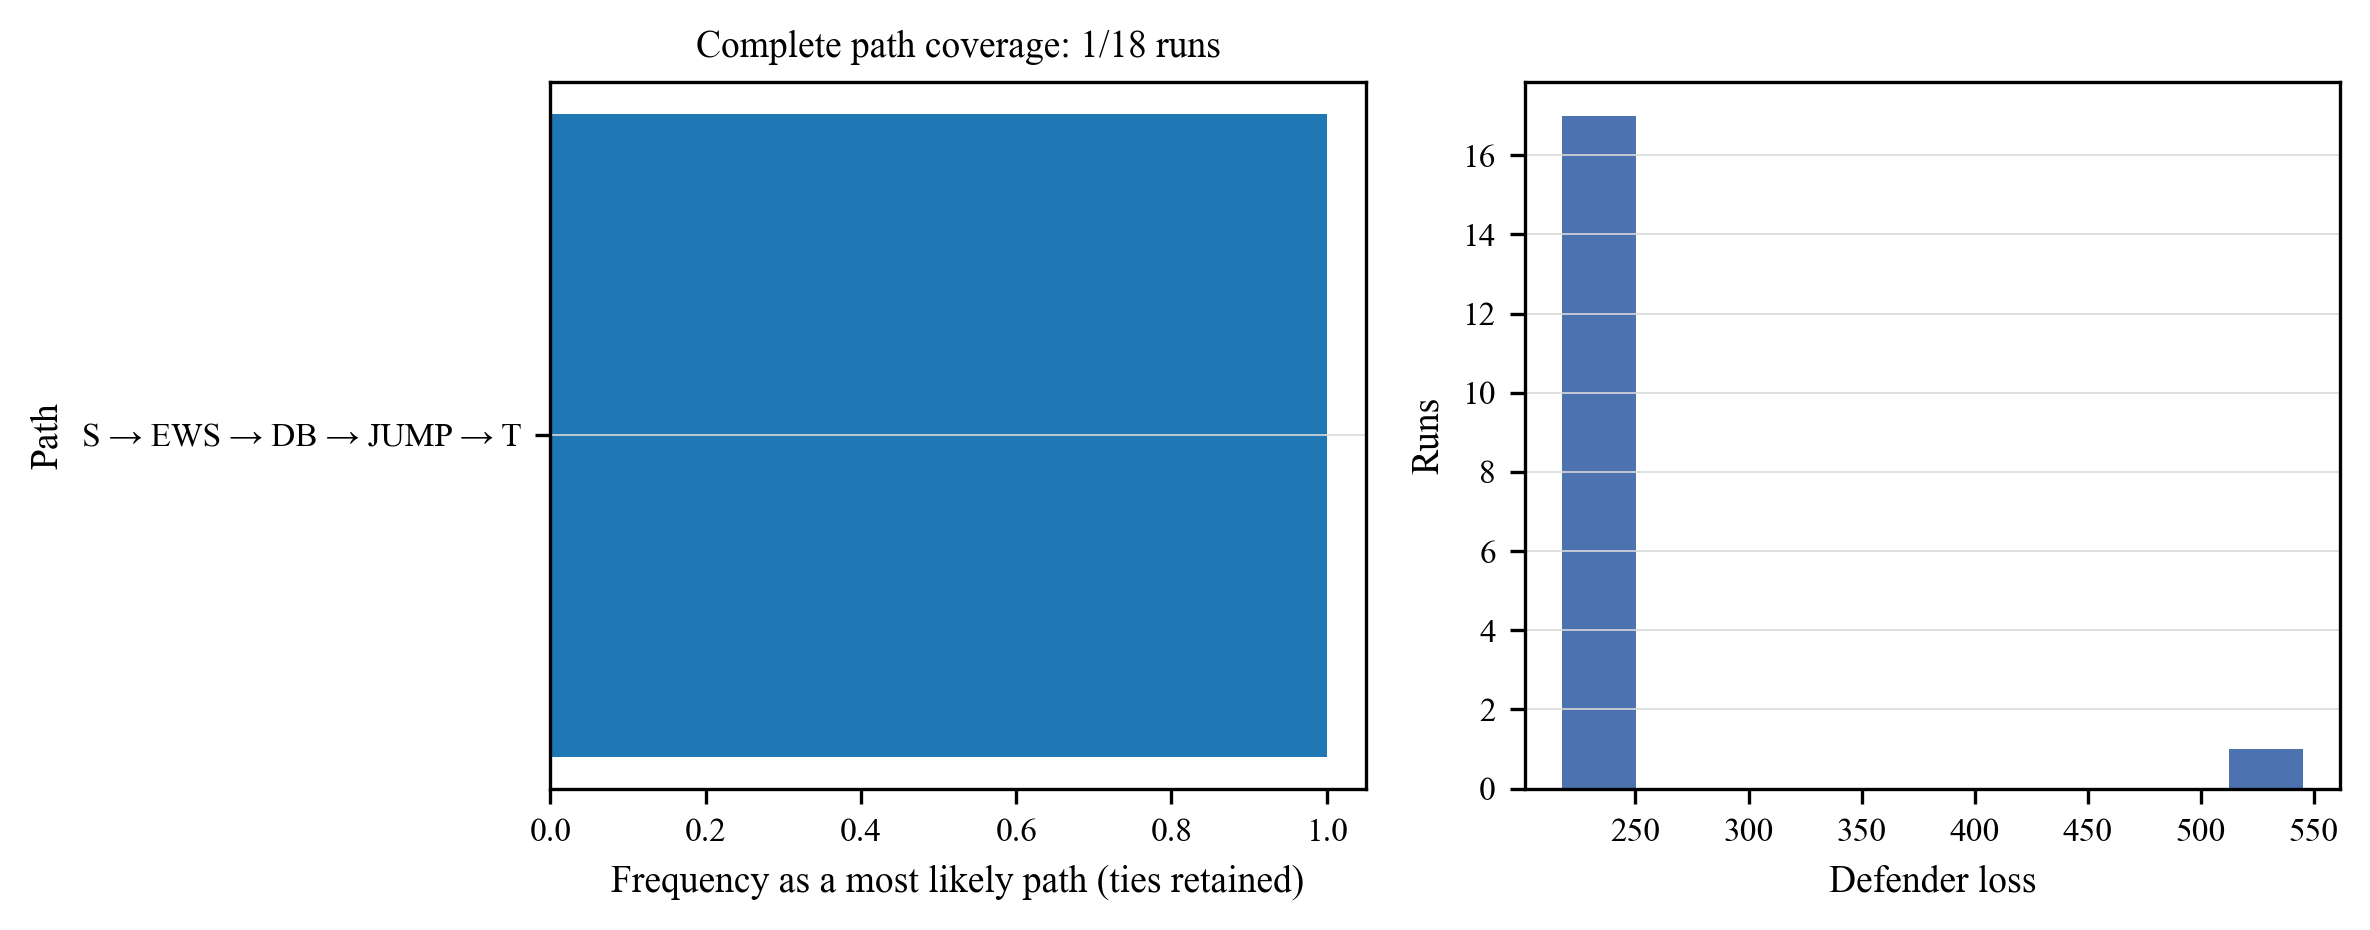 Complete path coverage: 1/18 runs
Path
S → EWS → DB → JUMP → T
0.0 0.2 0.4 0.6 0.8 1.0
Frequency as a most likely path (ties retained)
Runs
16
14
12
10
8
6
4
2
0
250 300 350 400 450 500 550
Defender loss